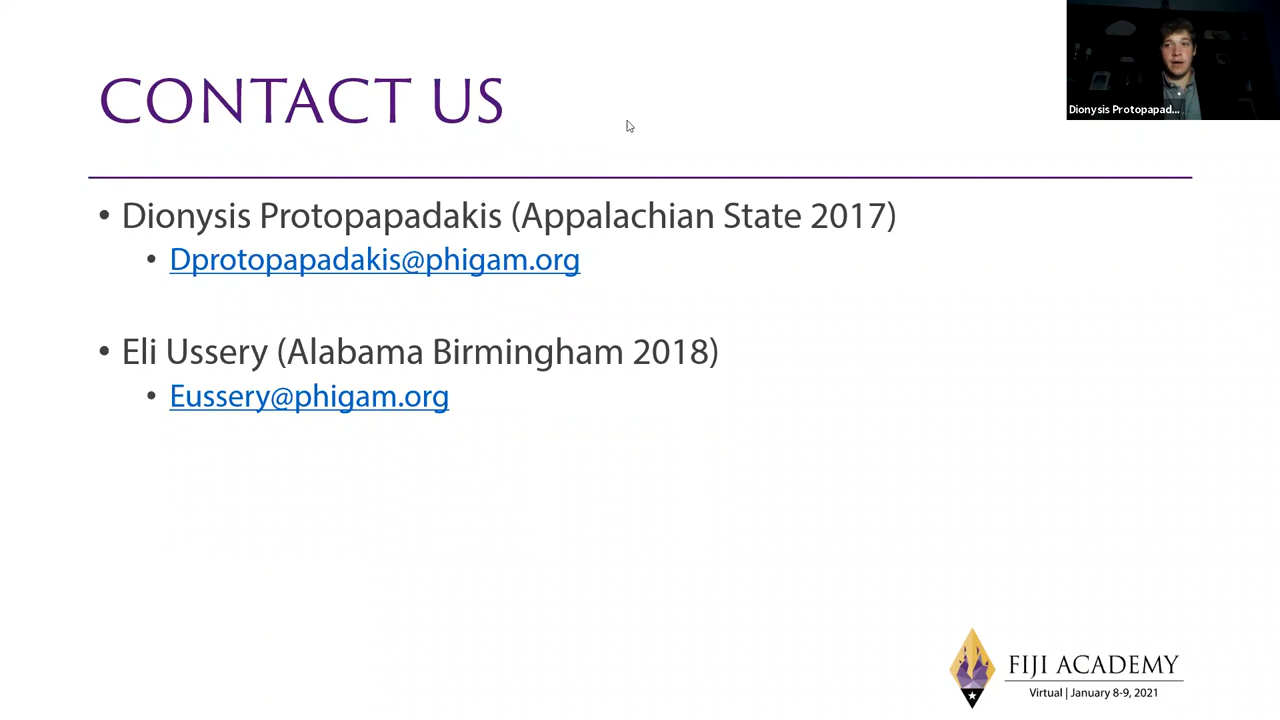 CONTACT US
Dionysis Protopapad...
• Dionysis Protopapadakis (Appalachian State 2017)
• Dprotopapadakis@phigam.org
• Eli Ussery (Alabama Birmingham 2018)
• Eussery@phigam.org
FIJI ACADEMY
Virtual | January 8-9, 2021